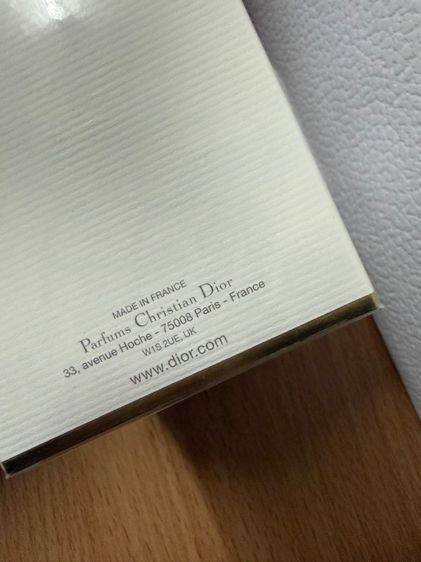 MADE IN FRANCE
Parfums Christian Dior
33, avenue Hoche - 75008 Paris - France
W1S 2UE, UK
www.dior.com